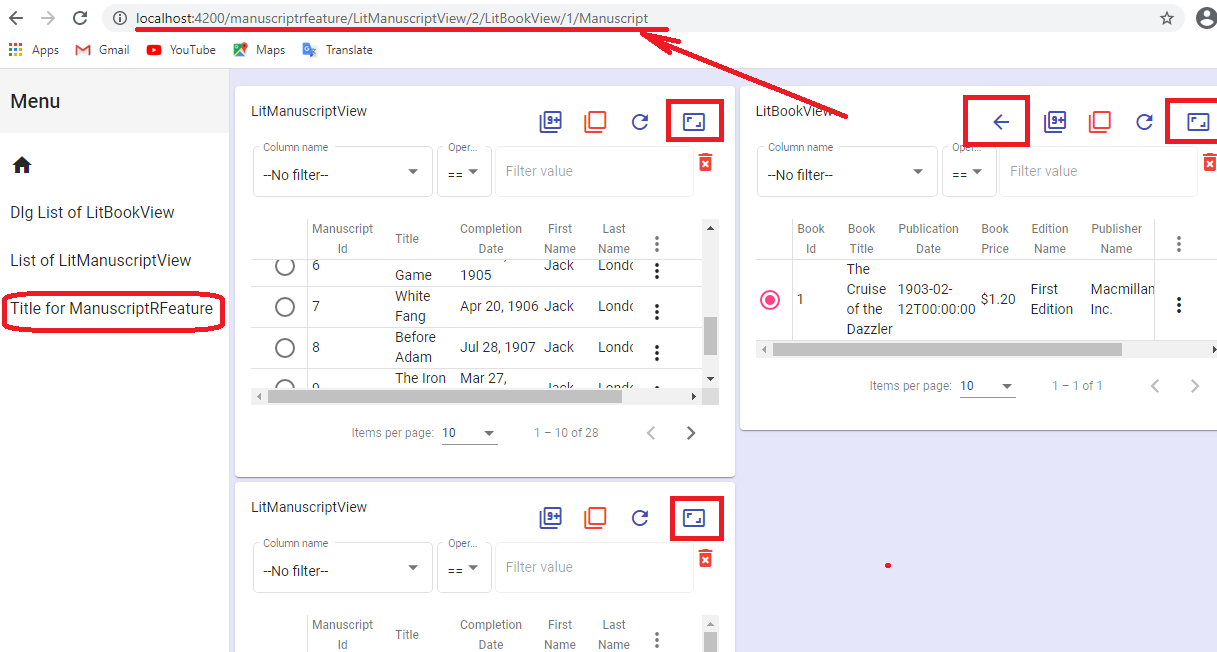 localhost:4200/manuscriptrfeature/LitManuscriptView/2/LitBookView/1/Manuscript
Apps Gmail YouTube Maps Translate
Menu
Dlg List of LitBookView
List of LitManuscriptView
Title for ManuscriptRFeature
LitManuscriptView
9+
Column name Oper...
--No filter-- == Filter value
Manuscript Id Title Completion Date First Name Last Name
6 Game 1905 Jack Londo
7 White Fang Apr 20, 1906 Jack Londo
8 Before Adam Jul 28, 1907 Jack Londo
9 The Iron Mar 27, Jack Londo
Items per page: 10 1 – 10 of 28
LitBookView
9+
Column name Oper...
--No filter-- == Filter value
Book Id Book Title Publication Date Book Price Edition Name Publisher Name
1 The Cruise of the Dazzler 1903-02-12T00:00:00 $1.20 First Edition Macmillan Inc.
Items per page: 10 1 – 1 of 1
LitManuscriptView
9+
Column name Oper...
--No filter-- == Filter value
Manuscript Id Title Completion Date First Name Last Name